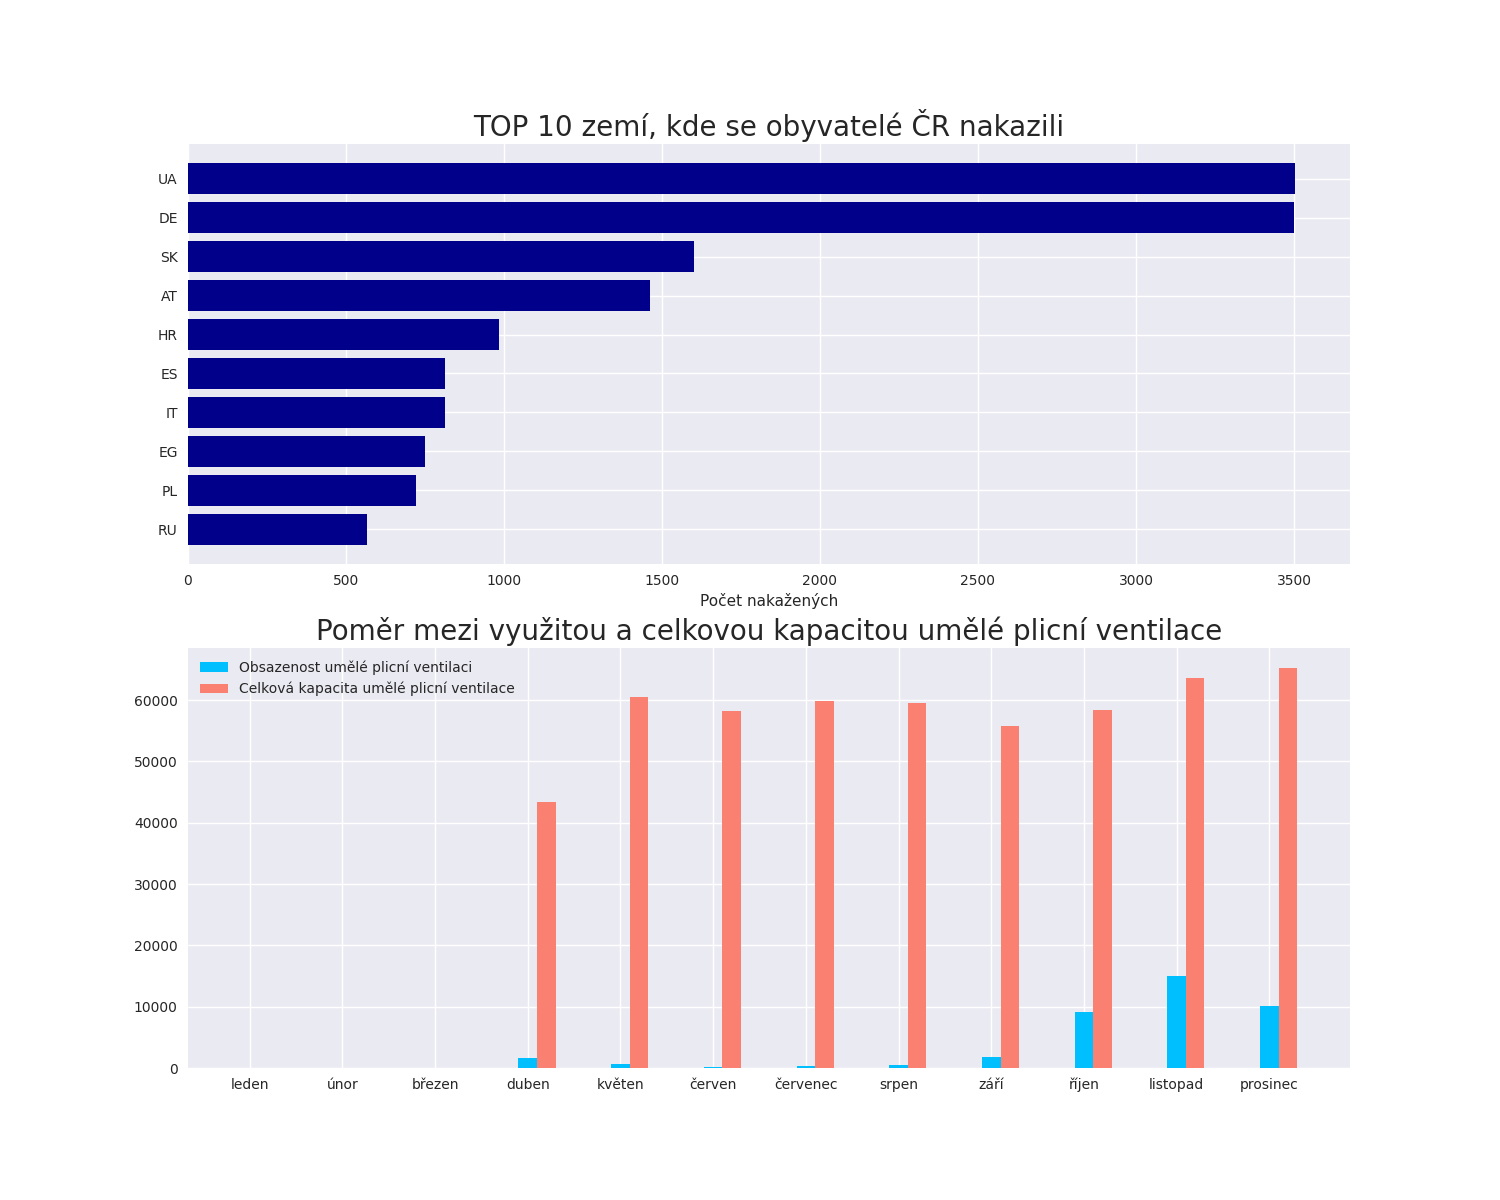 TOP 10 zemí, kde se obyvatelé ČR nakazili
UA
DE
SK
AT
HR
ES
IT
EG
PL
RU
0 500 1000 1500 2000 2500 3000 3500
Počet nakažených
Poměr mezi využitou a celkovou kapacitou umělé plicní ventilace
Obsazenost umělé plicní ventilaci
Celková kapacita umělé plicní ventilace
60000
50000
40000
30000
20000
10000
0
leden únor březen duben květen červen červenec srpen září říjen listopad prosinec